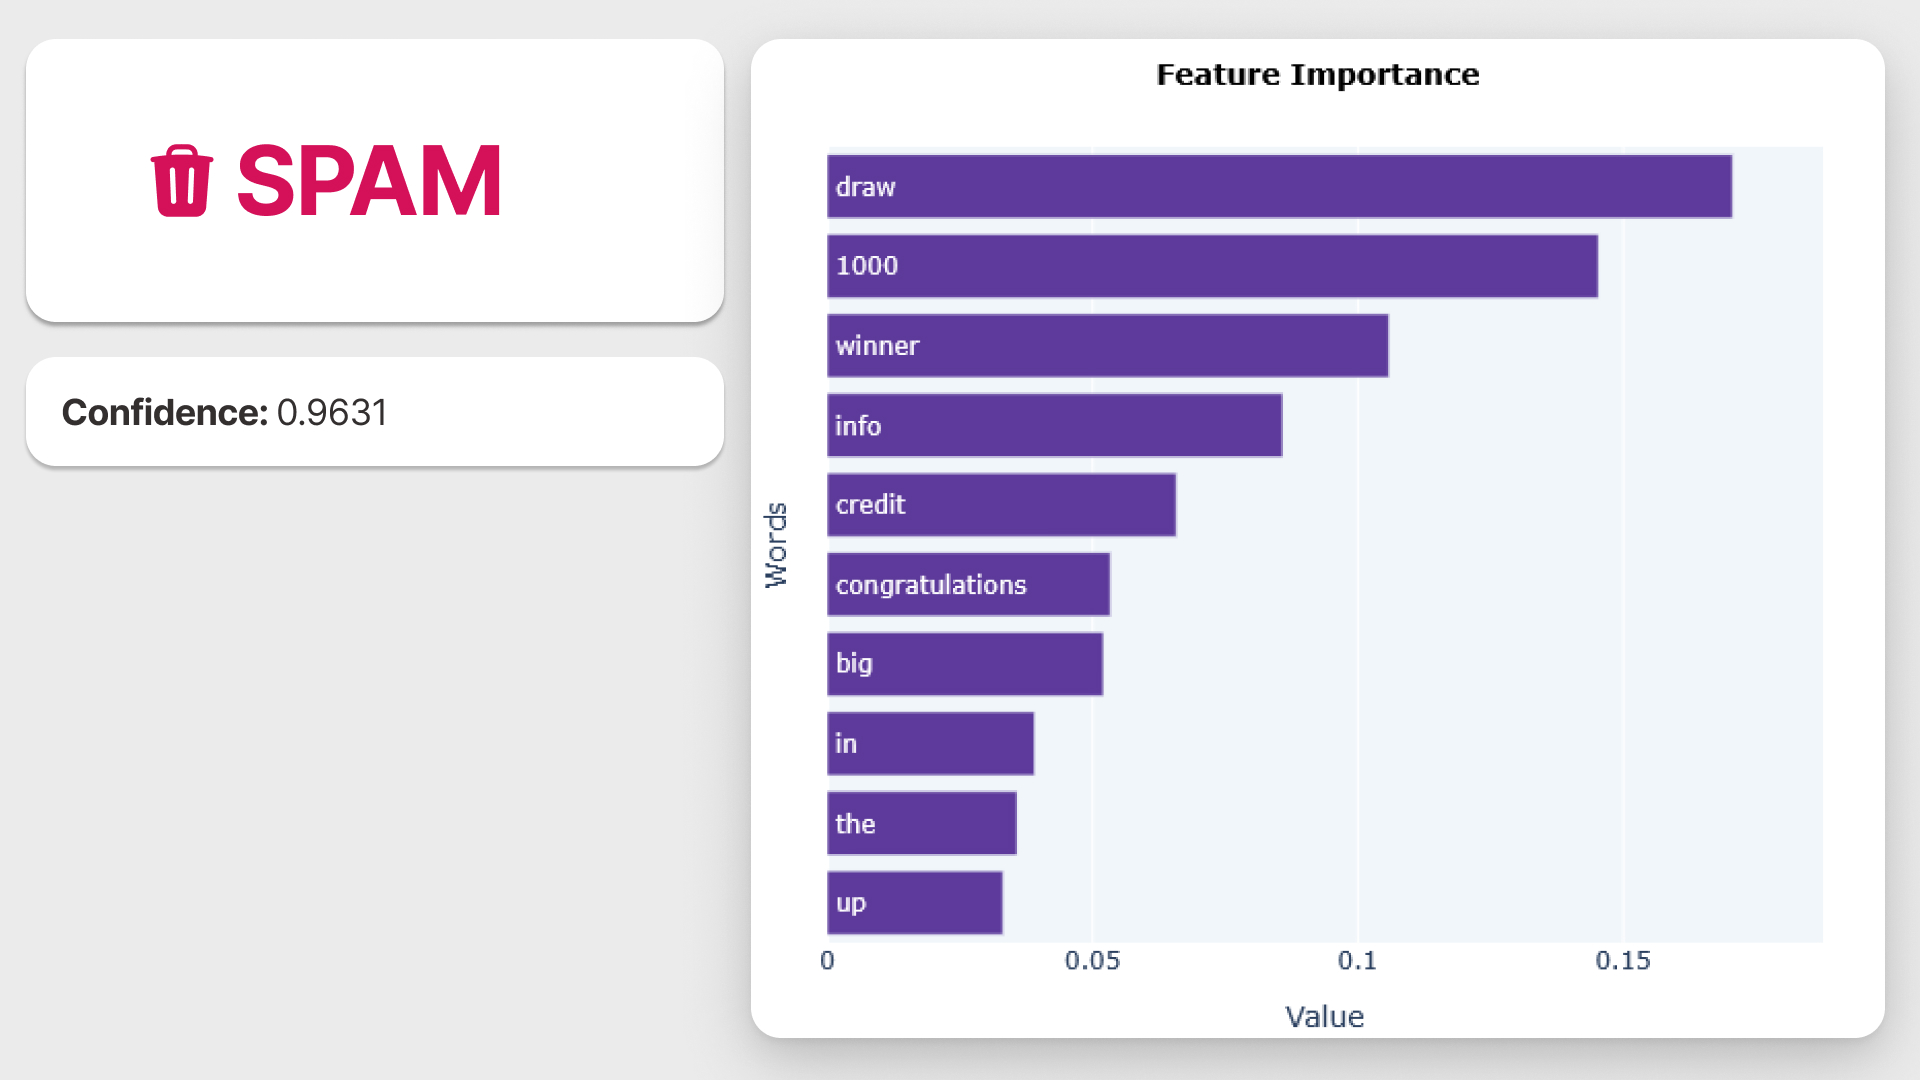 SPAM
Confidence: 0.9631
Feature Importance
Words
draw
1000
winner
info
credit
congratulations
big
in
the
up
0 0.05 0.1 0.15
Value